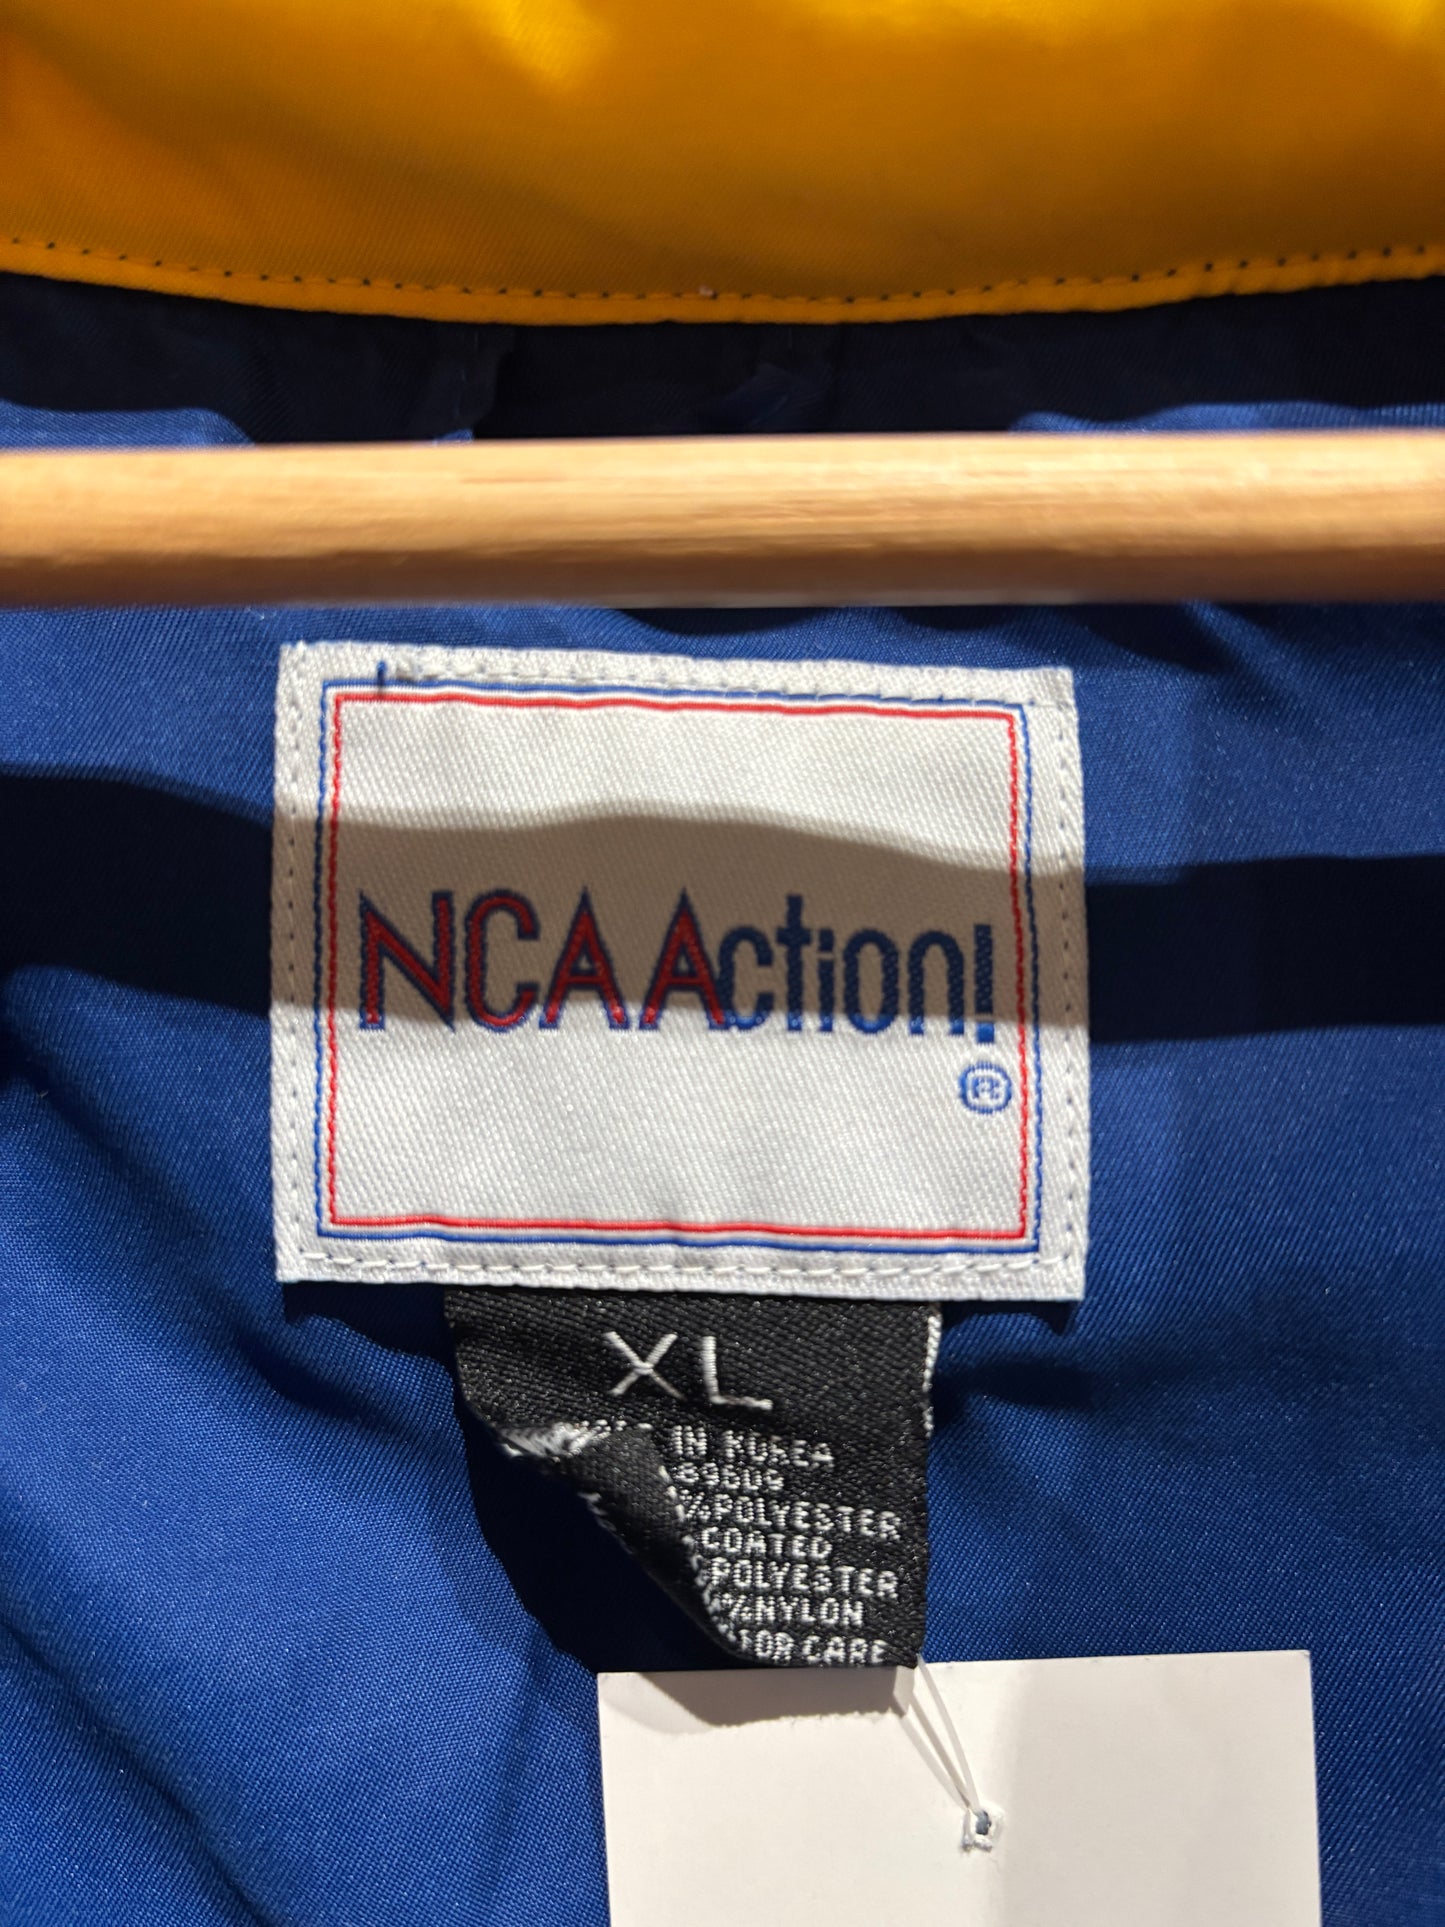 NCAAction!
®
XL
IN KOREA
%POLYESTER
COATED
POLYESTER
%NYLON
FOR CARE